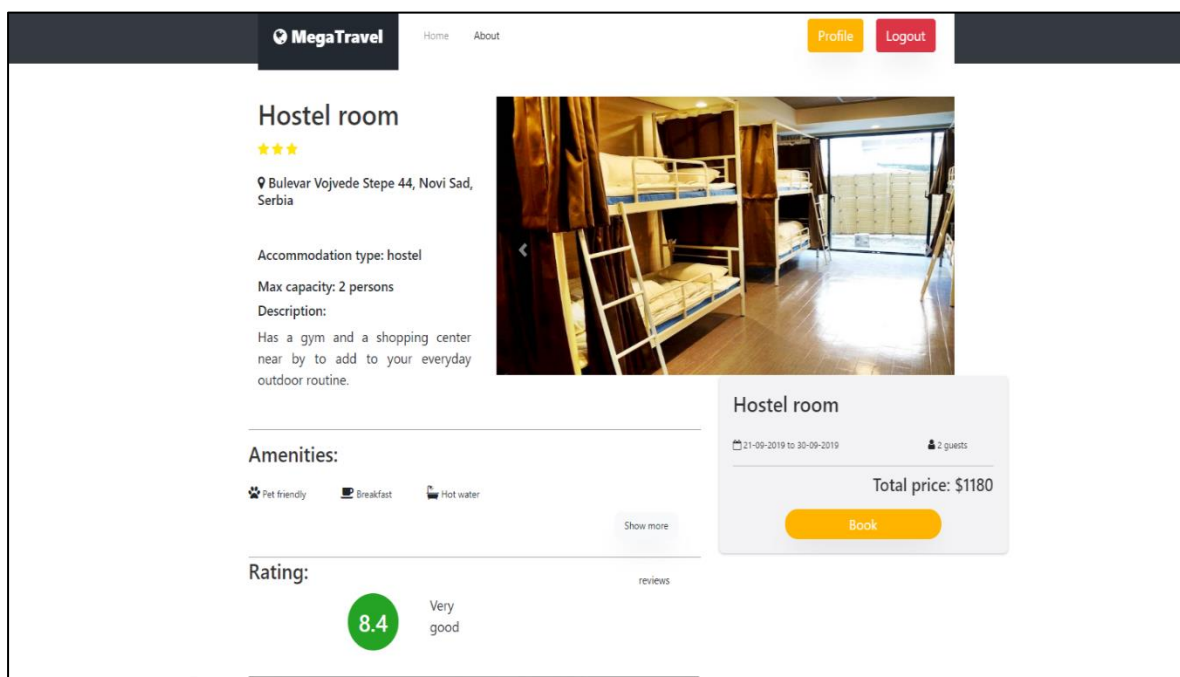 MegaTravel
Home
About
Profile
Logout
Hostel room
Bulevar Vojvede Stepe 44, Novi Sad,
Serbia
Accommodation type: hostel
Max capacity: 2 persons
Description:
Has a gym and a shopping center
near by to add to your everyday
outdoor routine.
Hostel room
21-09-2019 to 30-09-2019
2 guests
Total price: $1180
Book
Amenities:
Pet friendly
Breakfast
Hot water
Show more
Rating:
reviews
8.4
Very
good